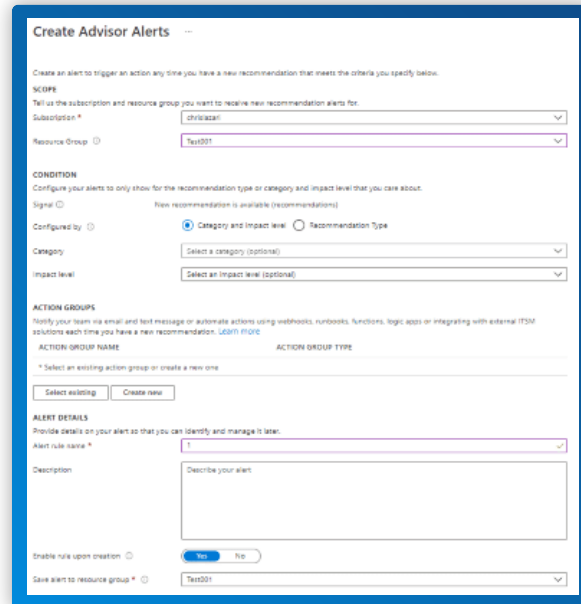 Create Advisor Alerts ...
Create an alert to trigger an action any time you have a new recommendation that meets the criteria you specify below.
SCOPE
Tell us the subscription and resource group you want to receive new recommendation alerts for.
Subscription * chrislazari
Resource Group Test001
CONDITION
Configure your alerts to only show for the recommendation type or category and impact level that you care about.
Signal New recommendation is available (recommendations)
Configured by Category and impact level Recommendation Type
Category Select a category (optional)
Impact level Select an impact level (optional)
ACTION GROUPS
Notify your team via email and text message or automate actions using webhooks, runbooks, functions, logic apps or integrating with external ITSM
solutions each time you have a new recommendation. Learn more
ACTION GROUP NAME ACTION GROUP TYPE
* Select an existing action group or create a new one
Select existing Create new
ALERT DETAILS
Provide details on your alert so that you can identify and manage it later.
Alert rule name * 1
Description Describe your alert
Enable rule upon creation Yes No
Save alert to resource group * Test001